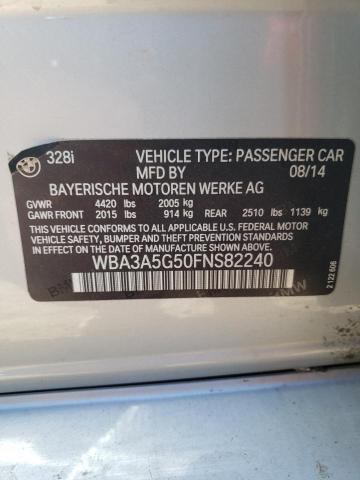 328i VEHICLE TYPE: PASSENGER CAR
MFD BY 08/14
BAYERISCHE MOTOREN WERKE AG
GVWR 4420 lbs 2005 kg
GAWR FRONT 2015 lbs 914 kg REAR 2510 lbs 1139 kg
THIS VEHICLE CONFORMS TO ALL APPLICABLE U.S. FEDERAL MOTOR
VEHICLE SAFETY, BUMPER AND THEFT PREVENTION STANDARDS
IN EFFECT ON THE DATE OF MANUFACTURE SHOWN ABOVE.
WBA3A5G50FNS82240
2 122 606